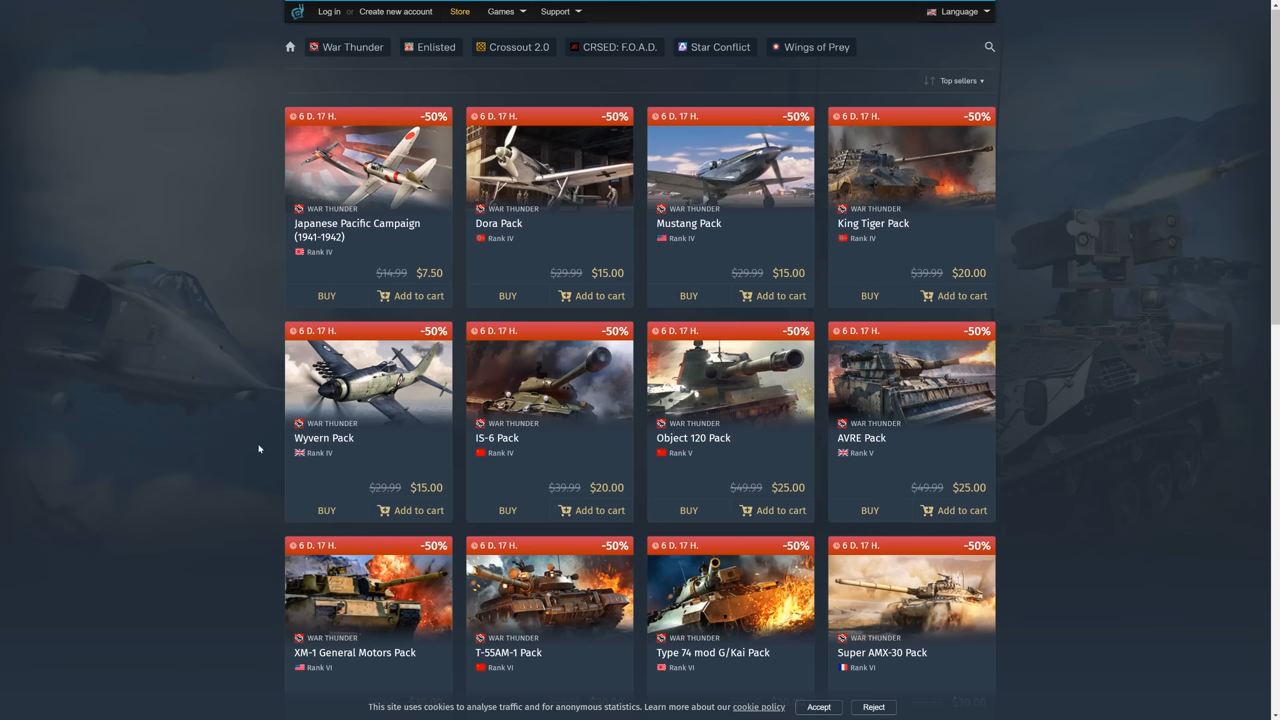 Log in or Create new account Store Games Support Language
War Thunder Enlisted Crossout 2.0 CRSED: F.O.A.D. Star Conflict Wings of Prey
Top sellers
6 D. 17 H. -50%
WAR THUNDER
Japanese Pacific Campaign
(1941-1942)
Rank IV
$14.99 $7.50
BUY Add to cart
6 D. 17 H. -50%
WAR THUNDER
Dora Pack
Rank IV
$29.99 $15.00
BUY Add to cart
6 D. 17 H. -50%
WAR THUNDER
Mustang Pack
Rank IV
$29.99 $15.00
BUY Add to cart
6 D. 17 H. -50%
WAR THUNDER
King Tiger Pack
Rank IV
$39.99 $20.00
BUY Add to cart
6 D. 17 H. -50%
WAR THUNDER
Wyvern Pack
Rank IV
$29.99 $15.00
BUY Add to cart
6 D. 17 H. -50%
WAR THUNDER
IS-6 Pack
Rank IV
$39.99 $20.00
BUY Add to cart
6 D. 17 H. -50%
WAR THUNDER
Object 120 Pack
Rank V
$49.99 $25.00
BUY Add to cart
6 D. 17 H. -50%
WAR THUNDER
AVRE Pack
Rank V
$49.99 $25.00
BUY Add to cart
6 D. 17 H. -50%
WAR THUNDER
XM-1 General Motors Pack
Rank VI
6 D. 17 H. -50%
WAR THUNDER
T-55AM-1 Pack
Rank VI
6 D. 17 H. -50%
WAR THUNDER
Type 74 mod G/Kai Pack
Rank VI
6 D. 17 H. -50%
WAR THUNDER
Super AMX-30 Pack
Rank VI
This site uses cookies to analyse traffic and for anonymous statistics. Learn more about our cookie policy Accept Reject